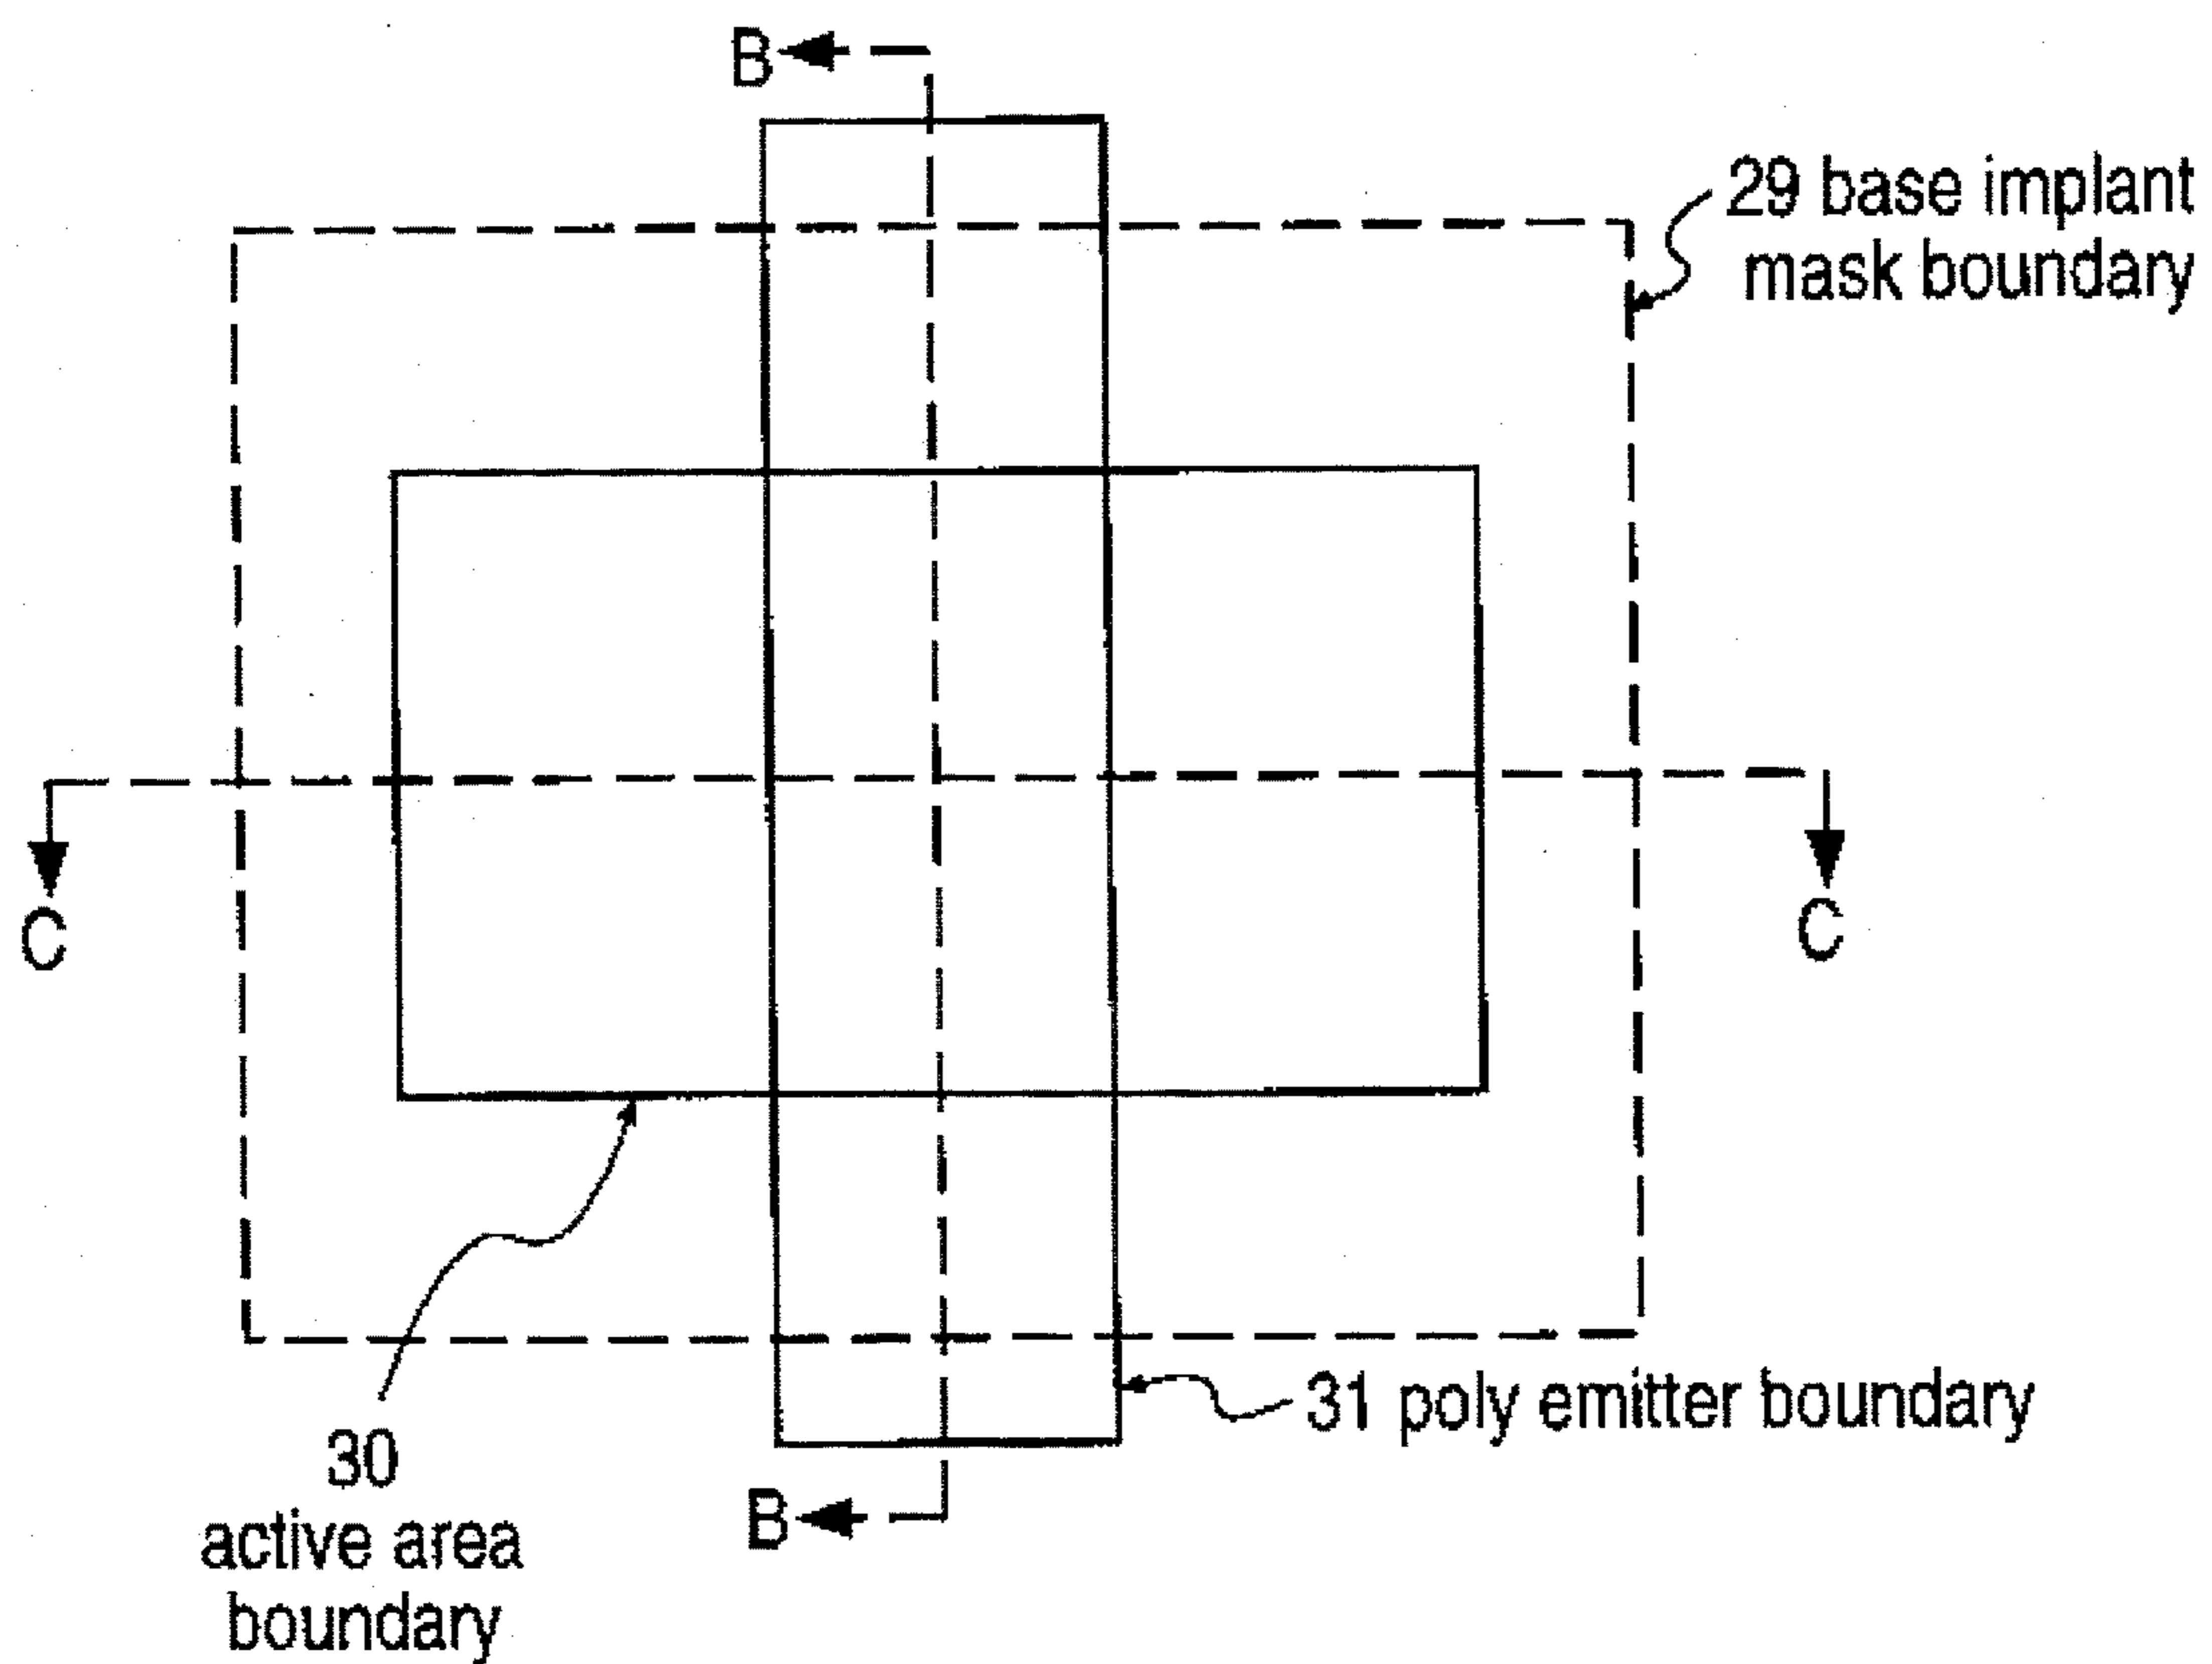 B
29 base implant
mask boundary
C
C
31 poly emitter boundary
30
active area
boundary
B